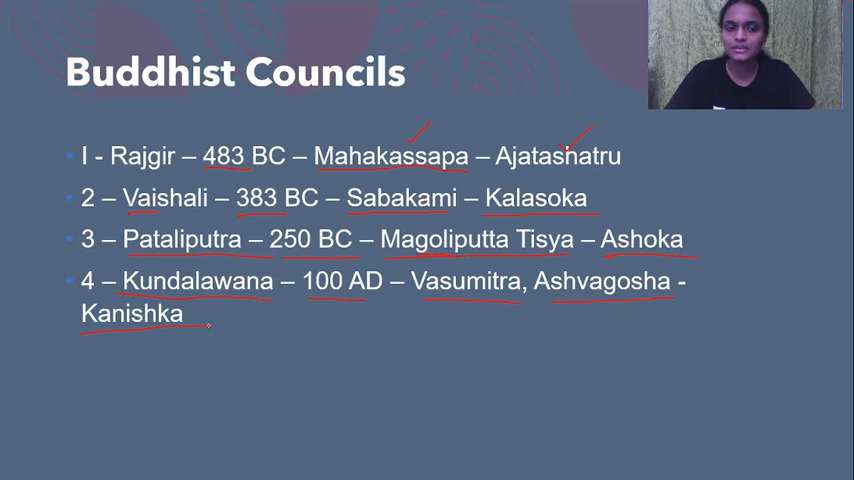 Buddhist Councils
I - Rajgir – 483 BC – Mahakassapa – Ajatashatru
2 – Vaishali – 383 BC – Sabakami – Kalasoka
3 – Pataliputra – 250 BC – Magoliputta Tisya – Ashoka
4 – Kundalawana – 100 AD – Vasumitra, Ashvagosha -
Kanishka